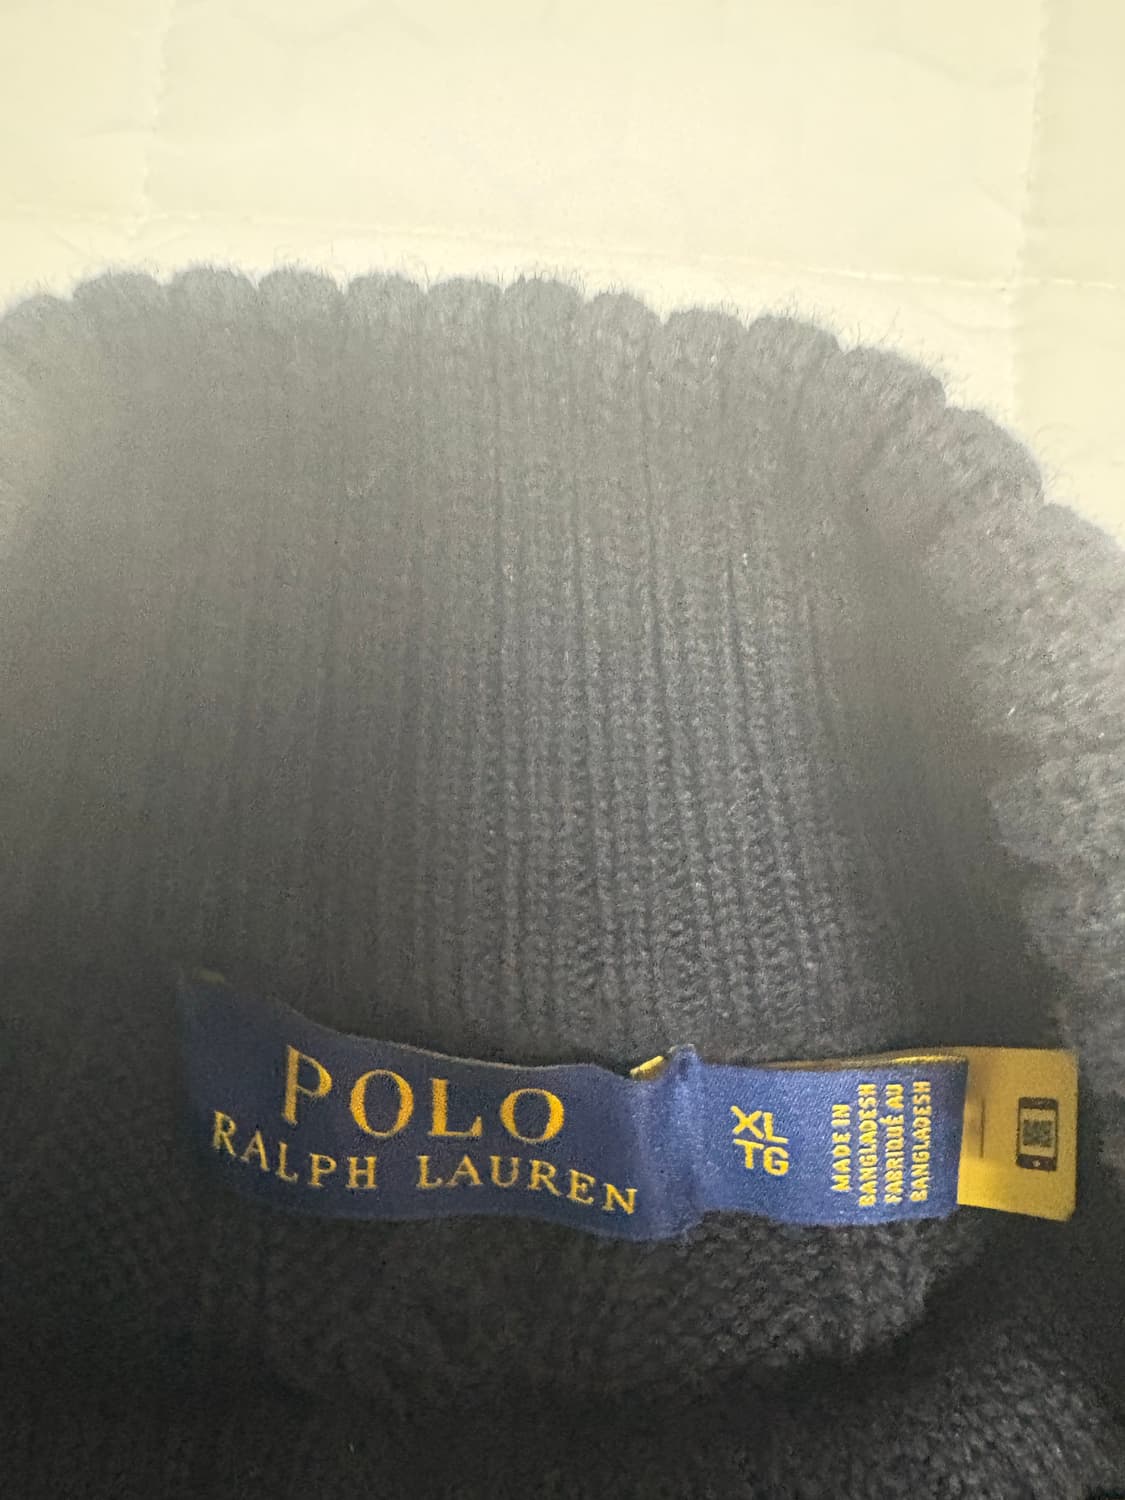 POLO
RALPH LAUREN
XL
TG
MADE IN
BANGLADESH
FABRIQUÉ AU
BANGLADESH